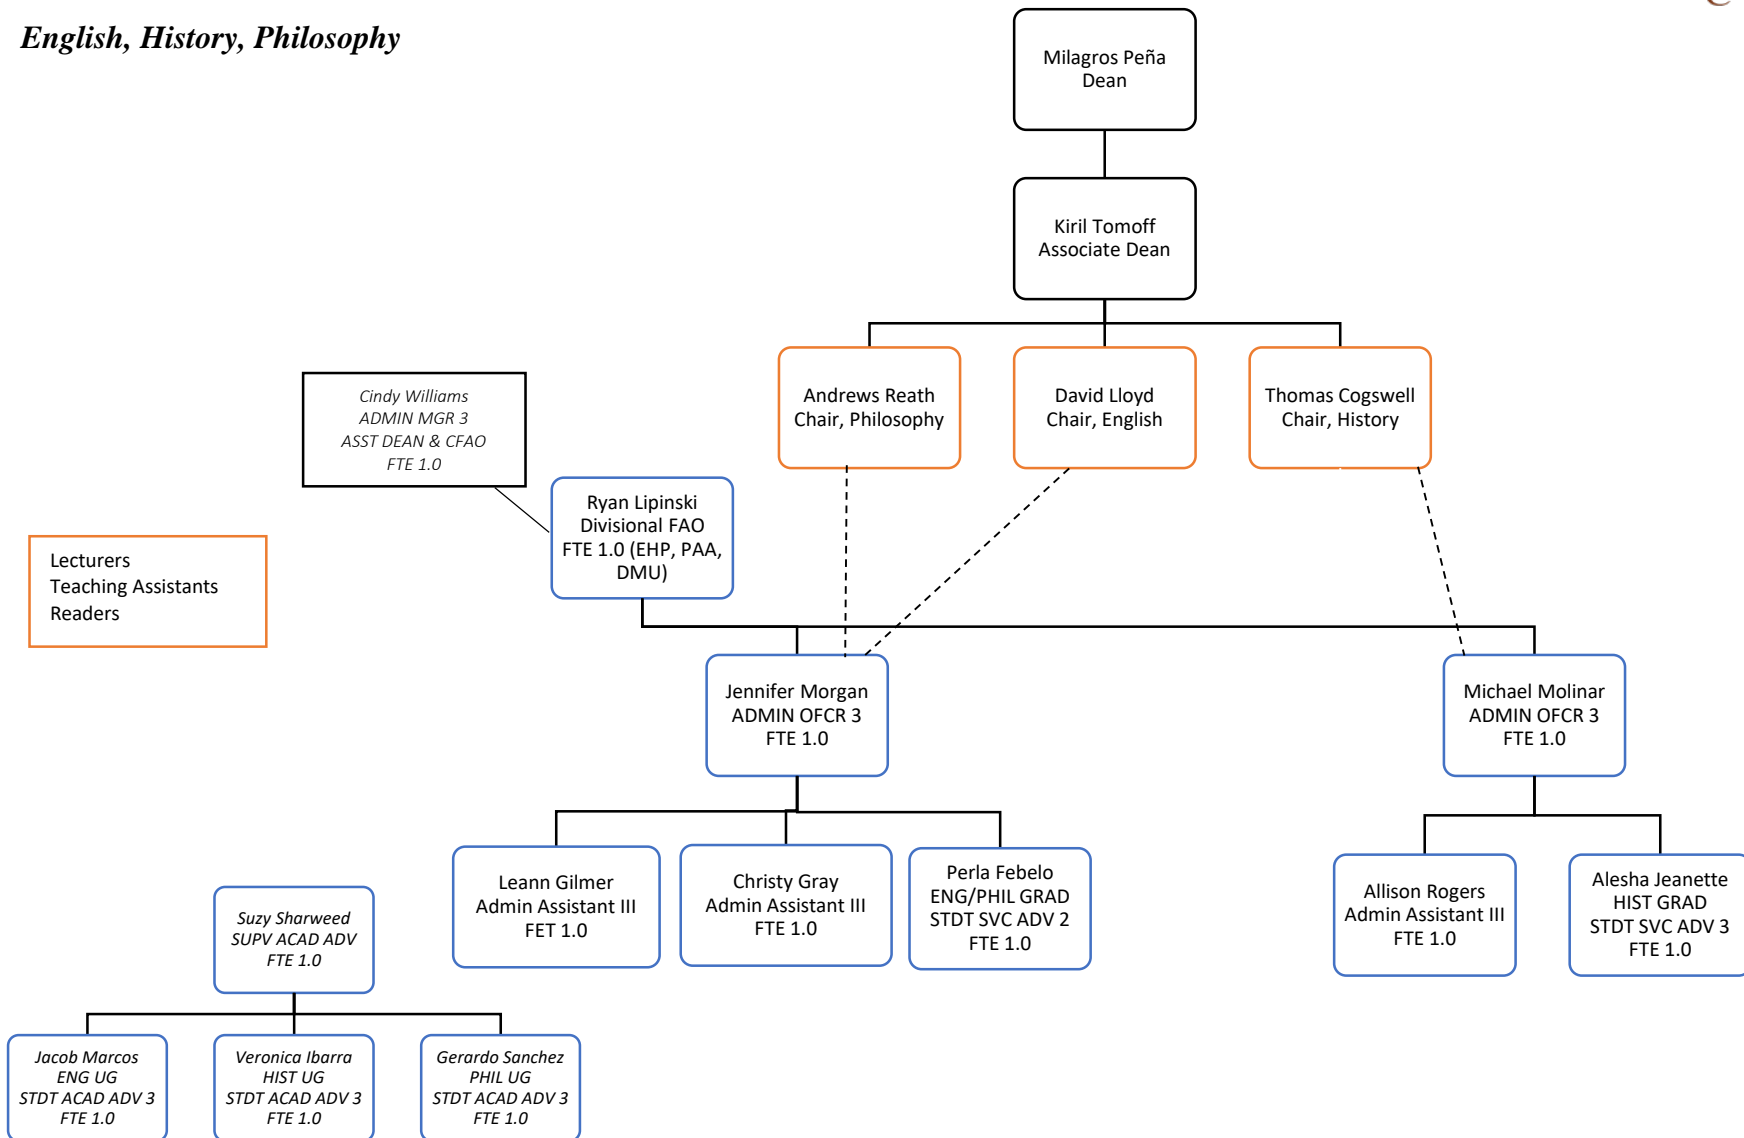 English, History, Philosophy
Milagros Peña
Dean
Kiril Tomoff
Associate Dean
Andrews Reath
Chair, Philosophy
David Lloyd
Chair, English
Thomas Cogswell
Chair, History
Cindy Williams
ADMIN MGR 3
ASST DEAN & CFAO
FTE 1.0
Ryan Lipinski
Divisional FAO
FTE 1.0 (EHP, PAA,
DMU)
Lecturers
Teaching Assistants
Readers
Jennifer Morgan
ADMIN OFCR 3
FTE 1.0
Michael Molinar
ADMIN OFCR 3
FTE 1.0
Leann Gilmer
Admin Assistant III
FET 1.0
Christy Gray
Admin Assistant III
FTE 1.0
Perla Febelo
ENG/PHIL GRAD
STDT SVC ADV 2
FTE 1.0
Allison Rogers
Admin Assistant III
FTE 1.0
Alesha Jeanette
HIST GRAD
STDT SVC ADV 3
FTE 1.0
Suzy Sharweed
SUPV ACAD ADV
FTE 1.0
Jacob Marcos
ENG UG
STDT ACAD ADV 3
FTE 1.0
Veronica Ibarra
HIST UG
STDT ACAD ADV 3
FTE 1.0
Gerardo Sanchez
PHIL UG
STDT ACAD ADV 3
FTE 1.0